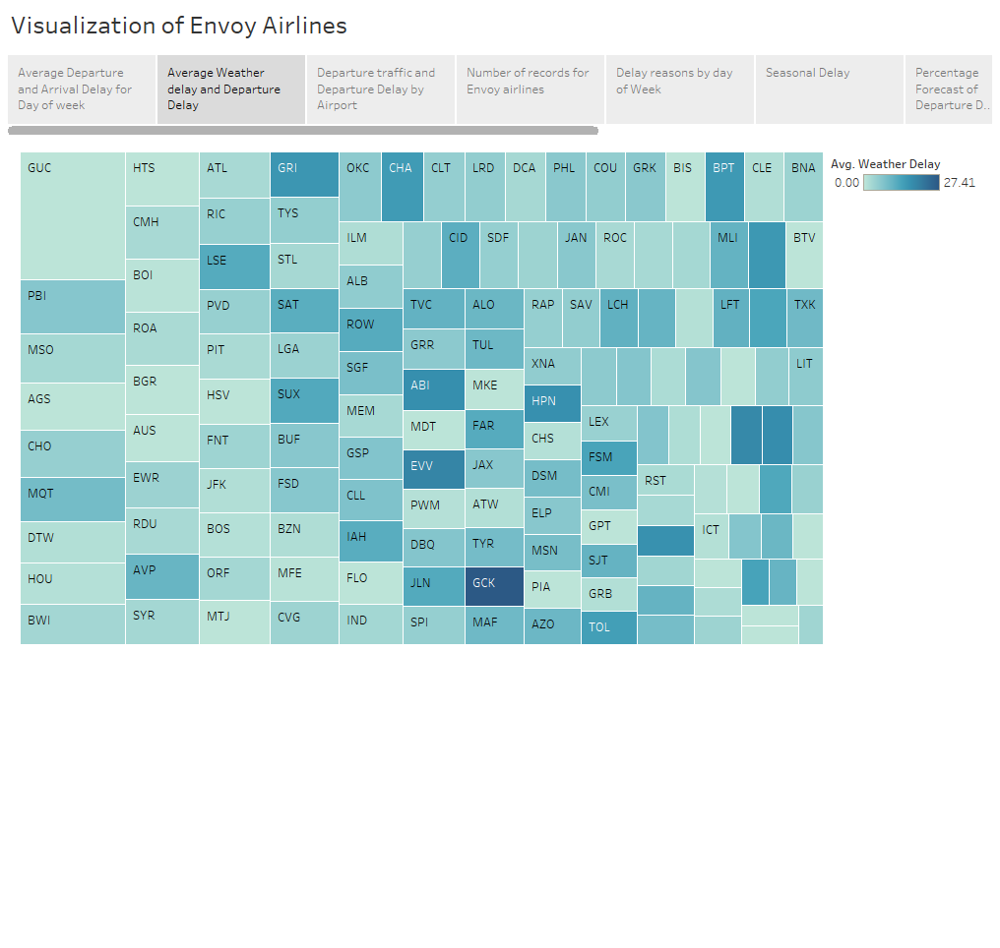 Visualization of Envoy Airlines
Average Departure
and Arrival Delay for
Day of week
Average Weather
delay and Departure
Delay
Departure traffic and
Departure Delay by
Airport
Number of records for
Envoy airlines
Delay reasons by day
of Week
Seasonal Delay
Percentage
Forecast of
Departure D..
Avg. Weather Delay
0.00 27.41
GUC
PBI
MSO
AGS
CHO
MQT
DTW
HOU
BWI
HTS
CMH
BOI
ROA
BGR
AUS
EWR
RDU
AVP
SYR
ATL
RIC
LSE
PVD
PIT
HSV
FNT
JFK
BOS
ORF
MTJ
GRI
TYS
STL
SAT
LGA
SUX
BUF
FSD
BZN
MFE
CVG
OKC CHA CLT LRD DCA PHL COU GRK BIS BPT CLE BNA
ILM
ALB
ROW
SGF
MEM
GSP
CLL
IAH
FLO
IND
CID SDF JAN ROC MLI BTV
TVC
GRR
ABI
MDT
EVV
PWM
DBQ
JLN
SPI
ALO
TUL
MKE
FAR
JAX
ATW
TYR
GCK
MAF
RAP SAV LCH LFT TXK
XNA
HPN
CHS
DSM
ELP
MSN
PIA
AZO
LIT
LEX
FSM
CMI
GPT
SJT
GRB
TOL
RST
ICT